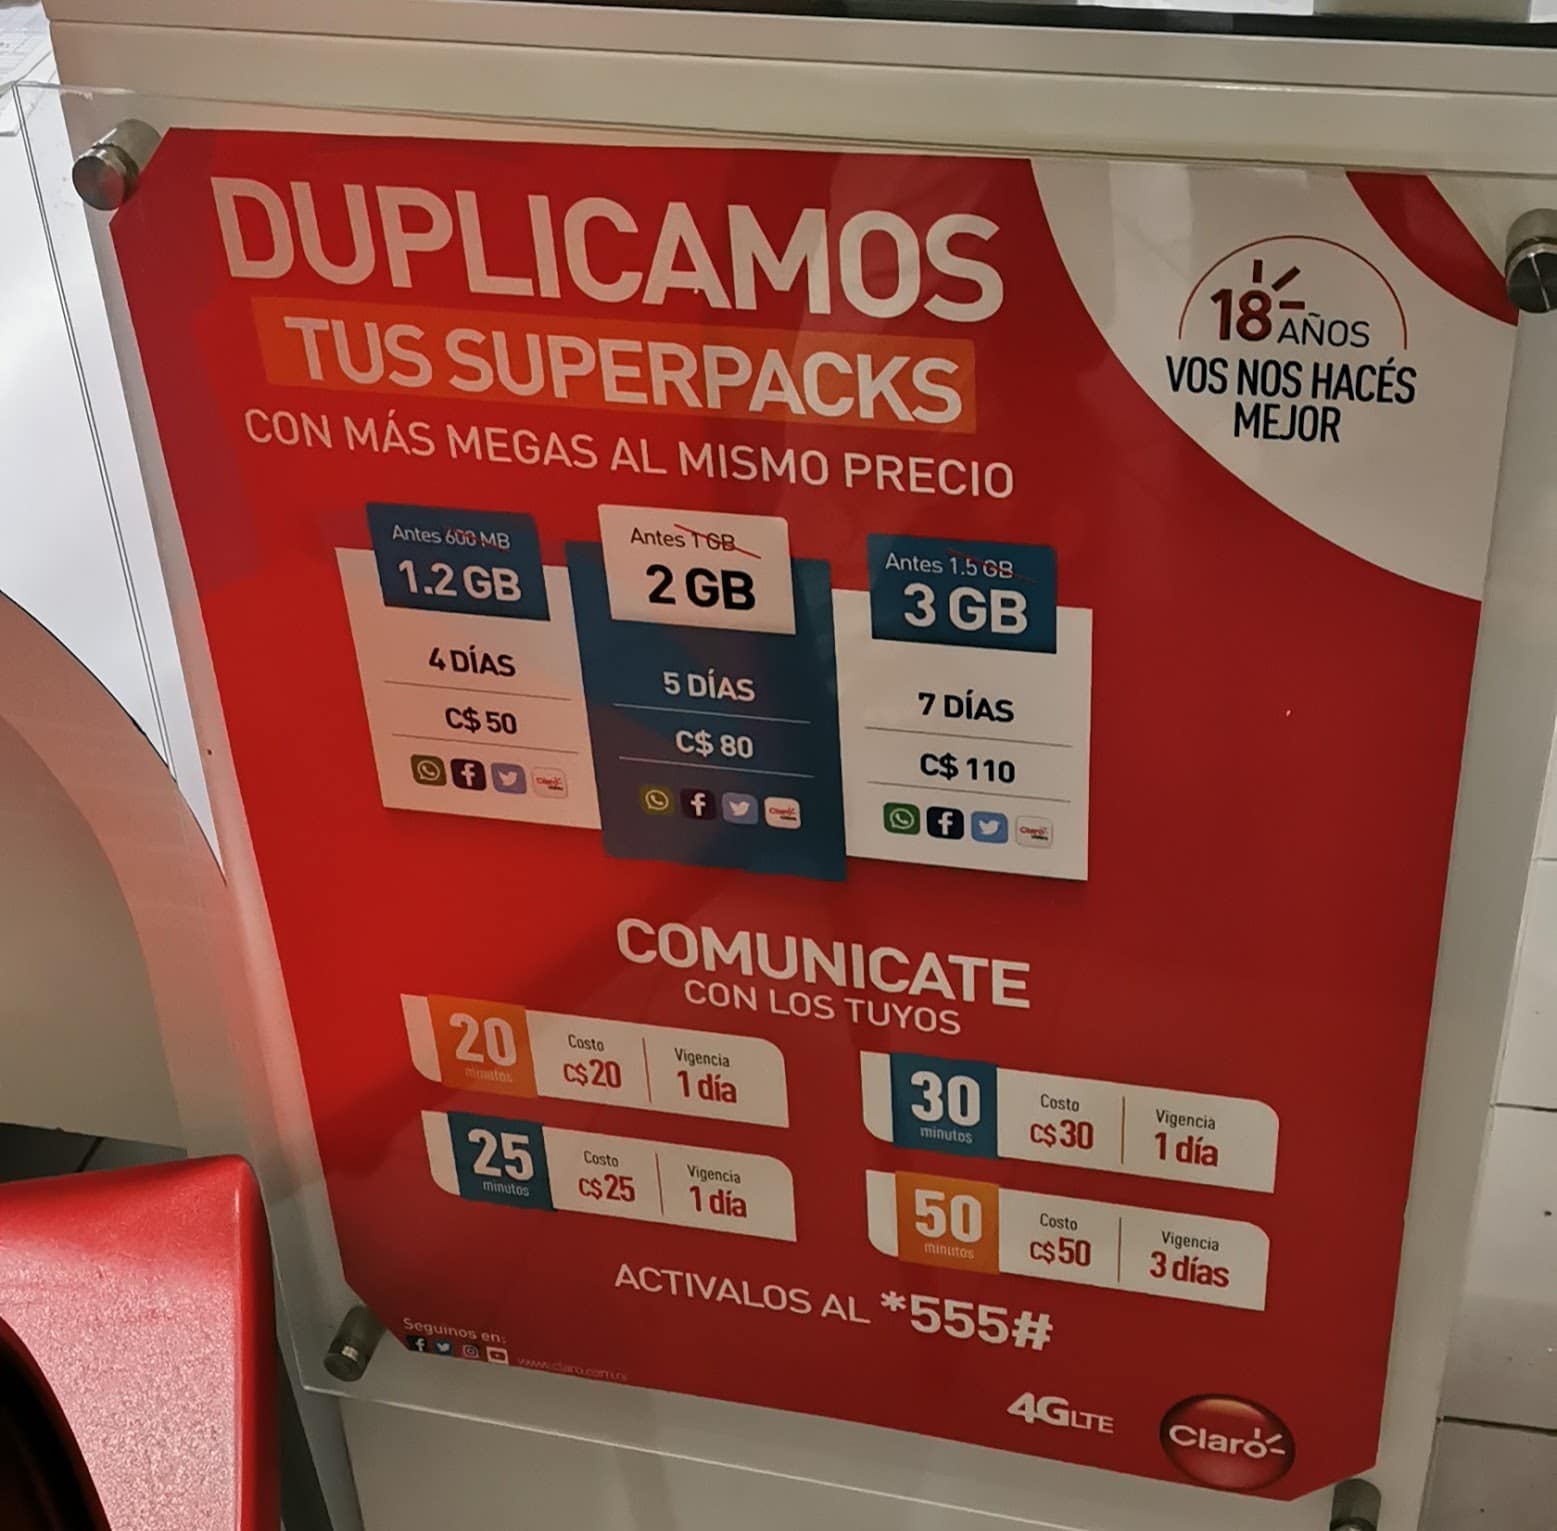 DUPLICAMOS
TUS SUPERPACKS
CON MÁS MEGAS AL MISMO PRECIO
18 AÑOS
VOS NOS HACÉS
MEJOR
Antes 600 MB
1.2 GB
4 DÍAS
C$ 50
Antes 1 GB
2 GB
5 DÍAS
C$ 80
Claro
Antes 1.5 GB
3 GB
7 DÍAS
C$ 110
Claro
COMUNICATE
CON LOS TUYOS
20 minutos
Costo C$20
Vigencia 1 día
25 minutos
Costo C$25
Vigencia 1 día
30 minutos
Costo C$30
Vigencia 1 día
50 minutos
Costo C$50
Vigencia 3 días
ACTIVALOS AL *555#
Seguinos en:
4G LTE
Claro